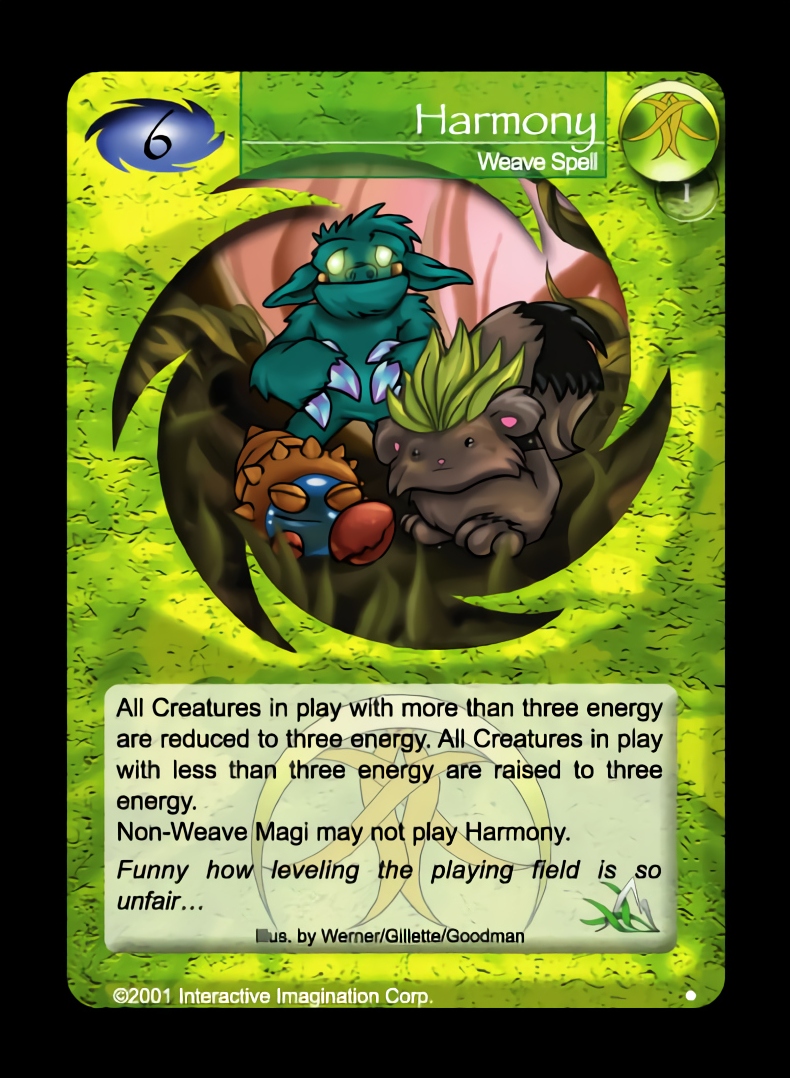 6
Harmony
Weave Spell
I
All Creatures in play with more than three energy
are reduced to three energy. All Creatures in play
with less than three energy are raised to three
energy.
Non-Weave Magi may not play Harmony.
Funny how leveling the playing field is so
unfair...
Illus. by Werner/Gillette/Goodman
©2001 Interactive Imagination Corp.